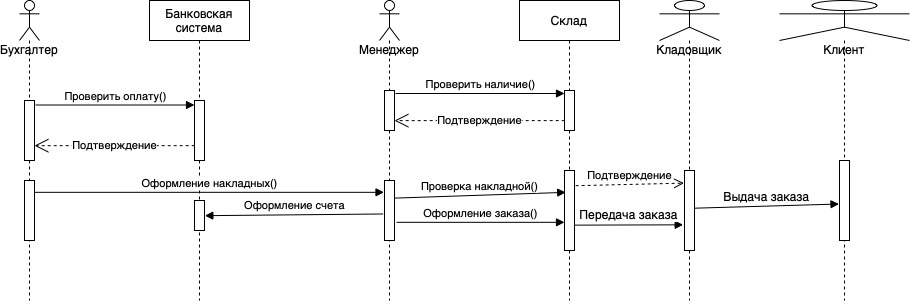 Банковская
система
Склад
Бухгалтер
Менеджер
Кладовщик
Клиент
Проверить наличие()
Проверить оплату()
Подтверждение
Подтверждение
Подтверждение
Оформление накладных()
Проверка накладной()
Выдача заказа
Оформление счета
Оформление заказа()
Передача заказа